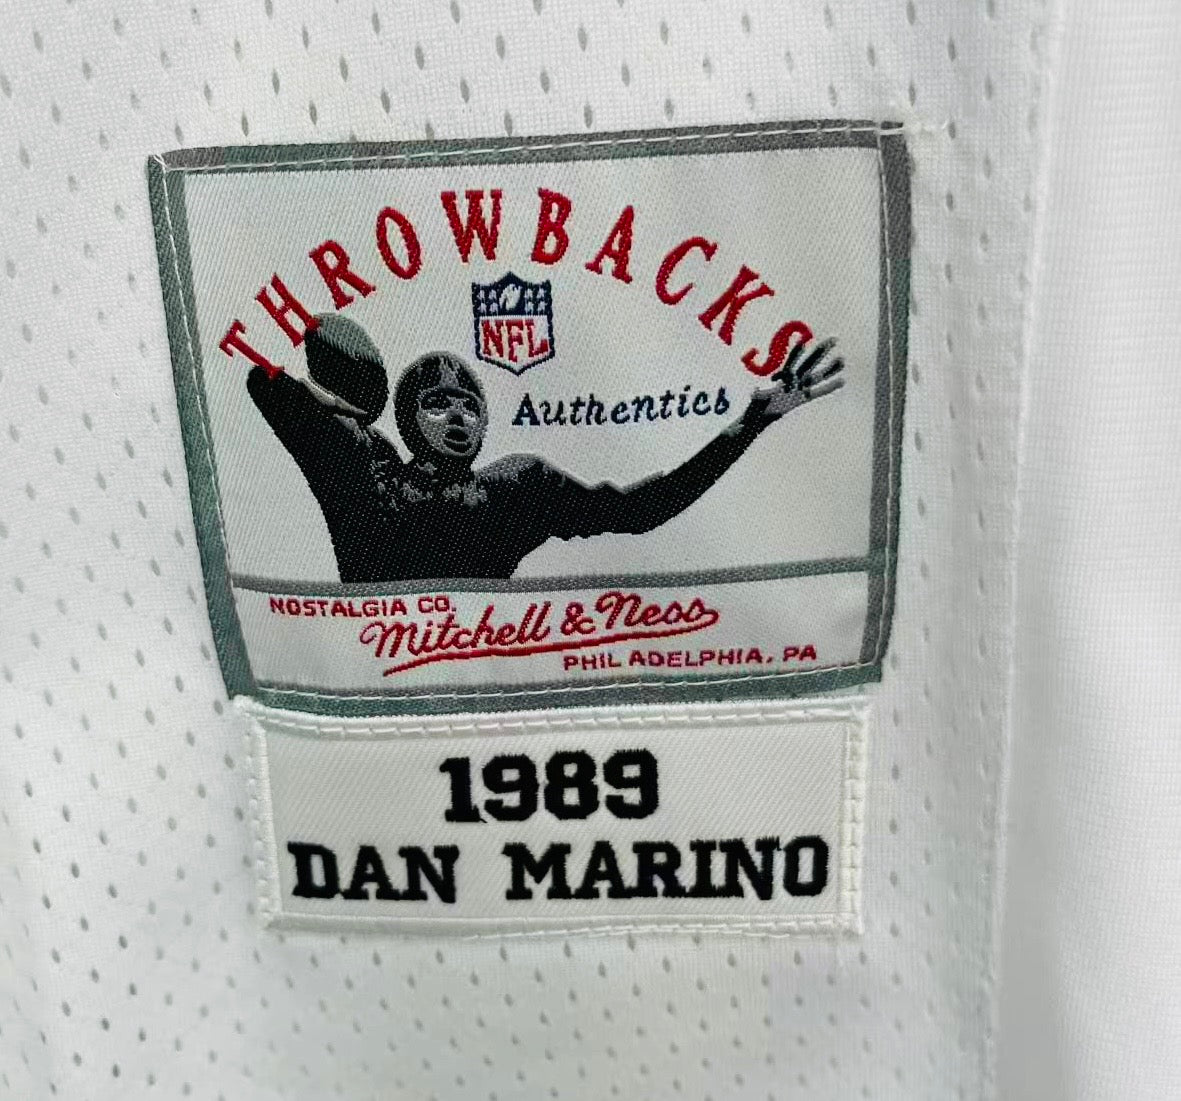 THROWBACKS
NFL
Authentics
NOSTALGIA CO.
Mitchell & Ness
PHILADELPHIA, PA
1989
DAN MARINO